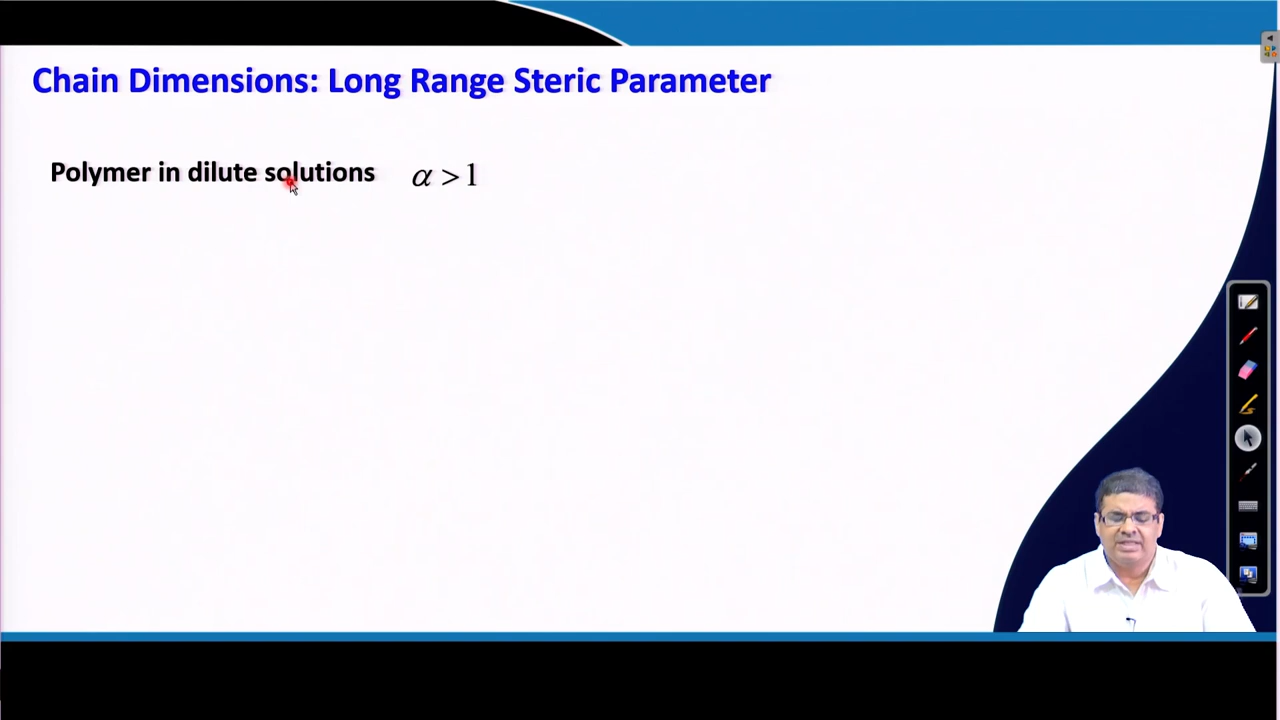 Chain Dimensions: Long Range Steric Parameter
Polymer in dilute solutions α > 1